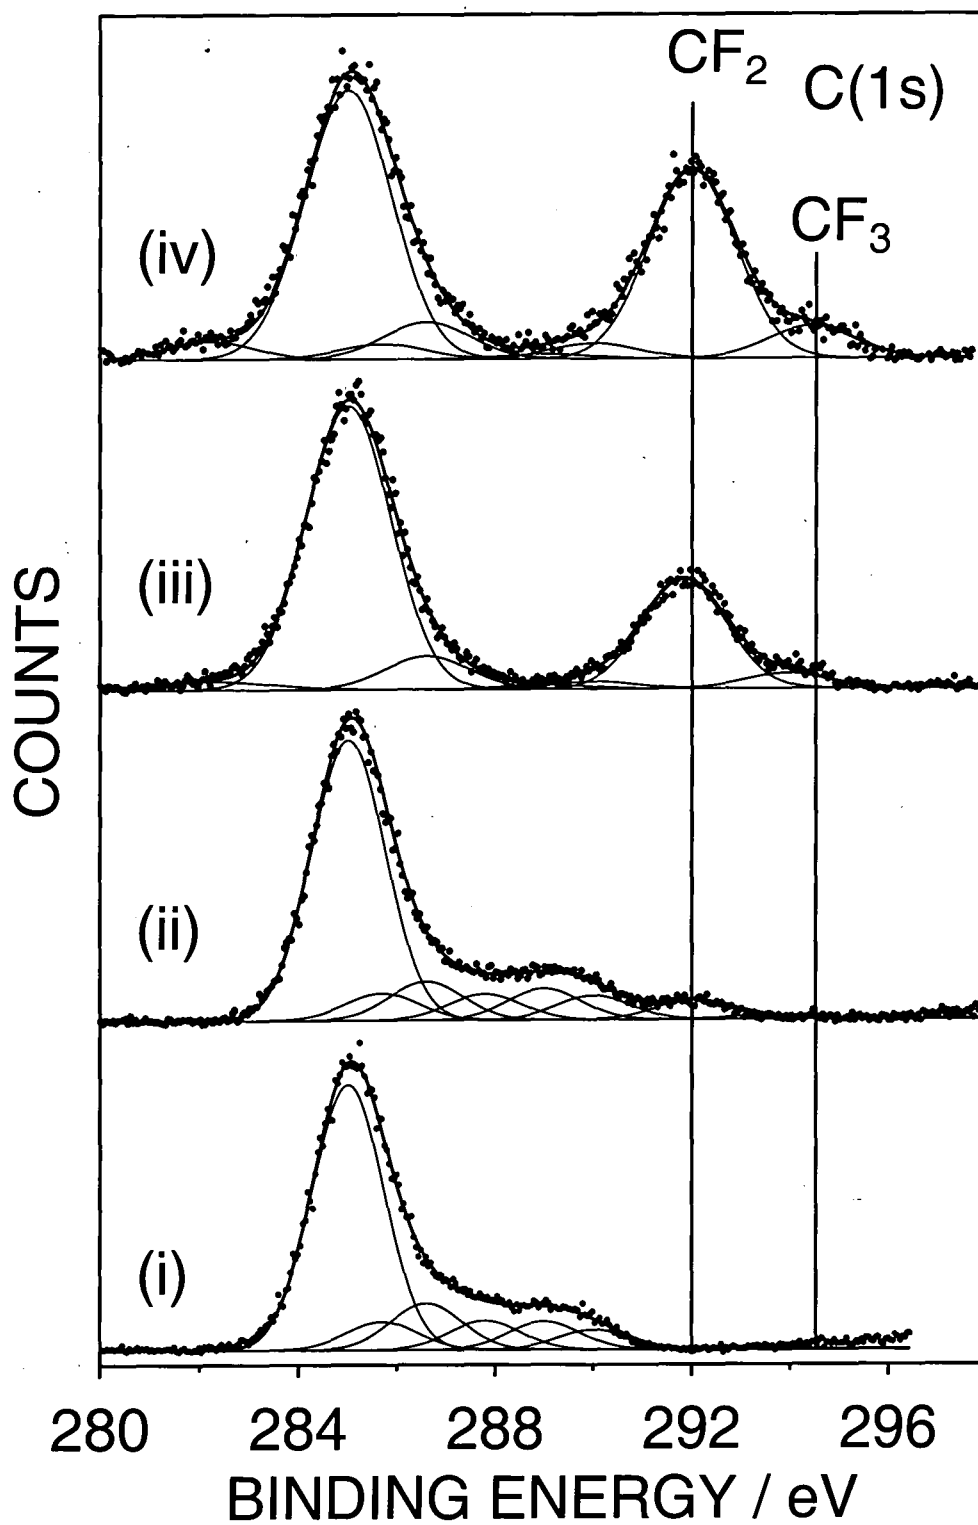 CF2
C(1s)
CF3
(iv)
(iii)
(ii)
(i)
COUNTS
280 284 288 292 296
BINDING ENERGY / eV